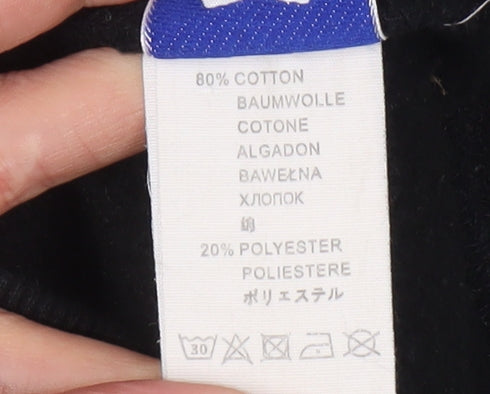 80% COTTON
BAUMWOLLE
COTONE
ALGADON
BAWEŁNA
ХЛОПОК
綿
20% POLYESTER
POLIESTERE
ポリエステル
30